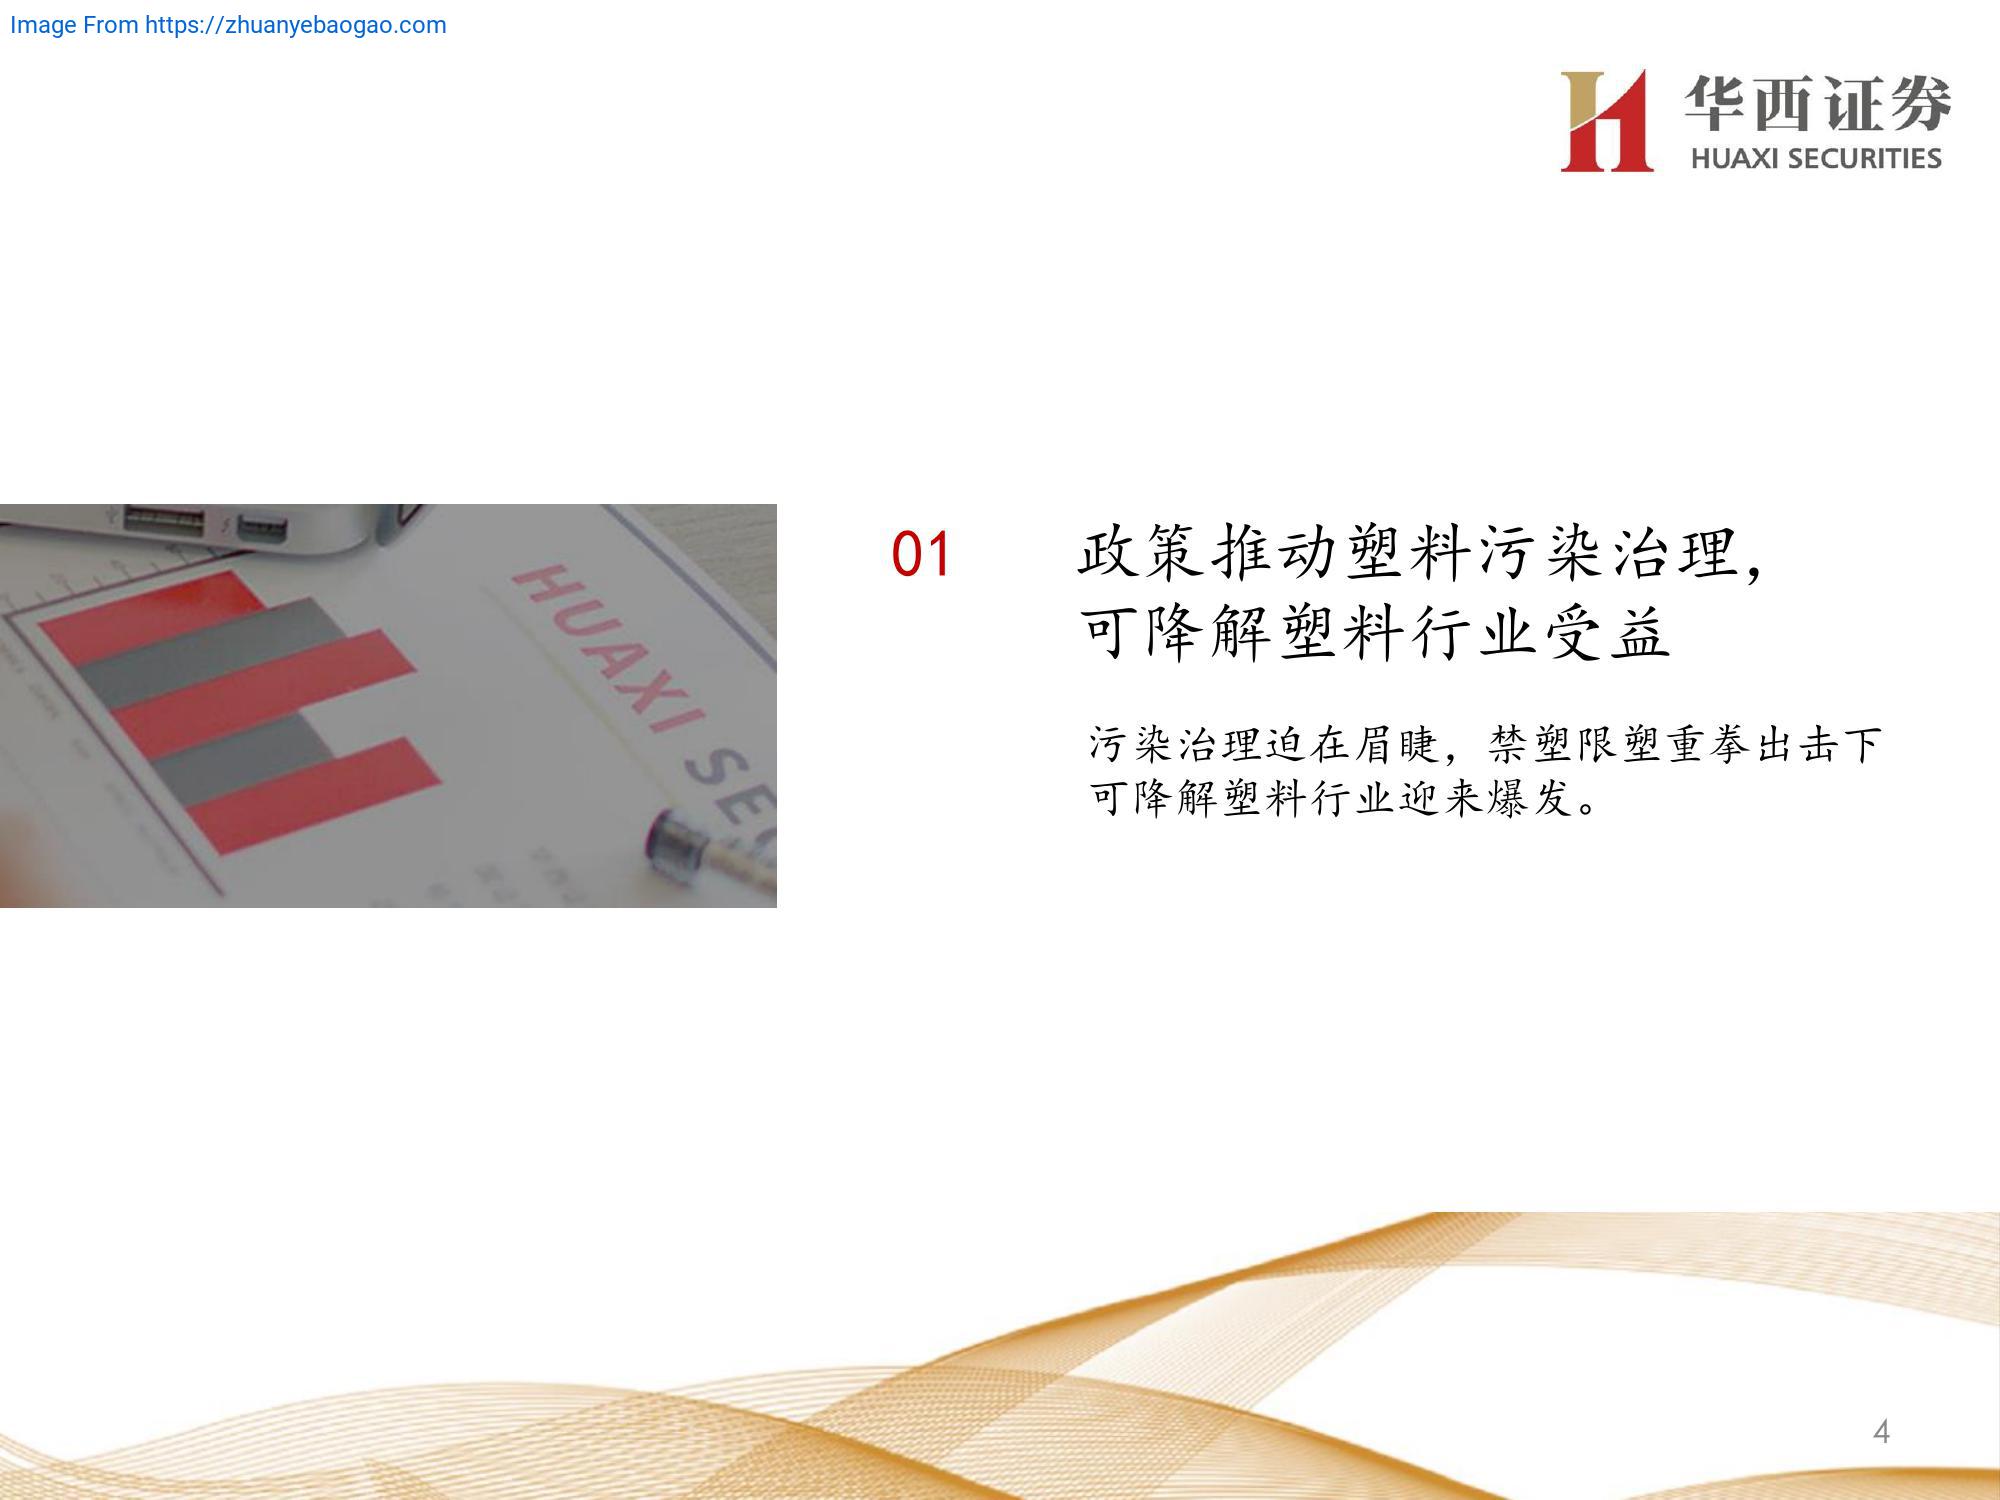 Image From https://zhuanyebaogao.com
华西证券
HUAXI SECURITIES
HUAXI SEC
01
政策推动塑料污染治理，
可降解塑料行业受益
污染治理迫在眉睫，禁塑限塑重拳出击下
可降解塑料行业迎来爆发。
4